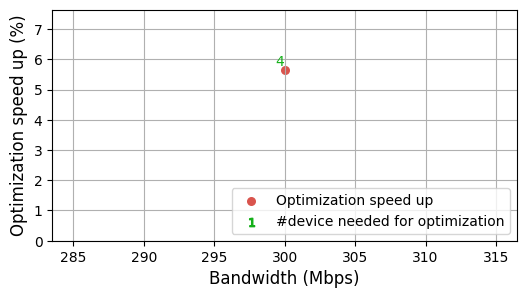 Optimization speed up (%)
7
6
5
4
3
2
1
0
4
Optimization speed up
1 #device needed for optimization
285 290 295 300 305 310 315
Bandwidth (Mbps)